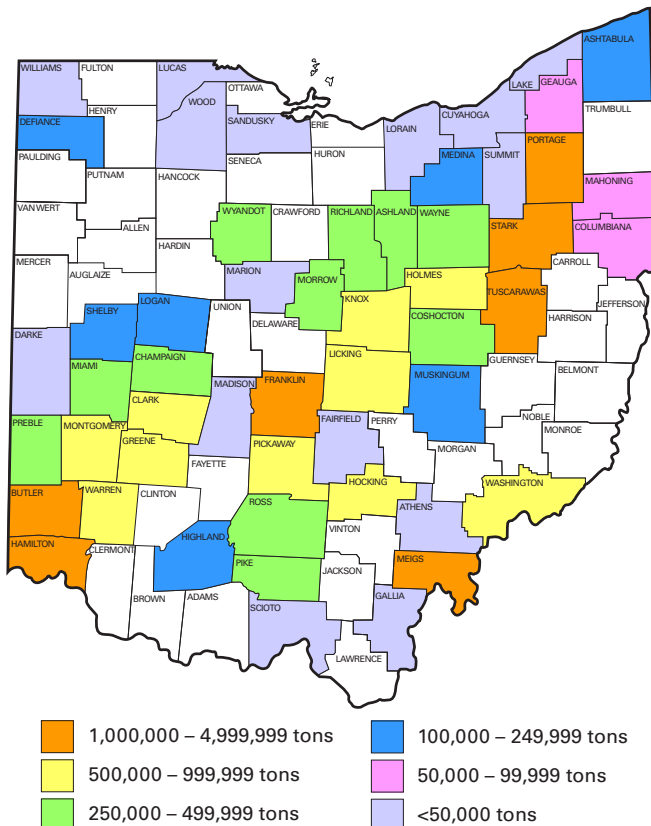 ASHTABULA
WILLIAMS
FULTON
LUCAS
LAKE
GEAUGA
OTTAWA
WOOD
HENRY
TRUMBULL
DEFIANCE
SANDUSKY
ERIE
LORAIN
CUYAHOGA
PORTAGE
PAULDING
SENECA
HURON
MEDINA
SUMMIT
PUTNAM
HANCOCK
MAHONING
VAN WERT
WYANDOT
CRAWFORD
RICHLAND
ASHLAND
WAYNE
STARK
COLUMBIANA
ALLEN
HARDIN
MERCER
AUGLAIZE
MARION
MORROW
HOLMES
CARROLL
TUSCARAWAS
KNOX
JEFFERSON
SHELBY
LOGAN
UNION
DELAWARE
COSHOCTON
HARRISON
DARKE
CHAMPAIGN
LICKING
GUERNSEY
MIAMI
BELMONT
MADISON
FRANKLIN
MUSKINGUM
CLARK
PREBLE
MONTGOMERY
FAIRFIELD
PERRY
NOBLE
GREENE
PICKAWAY
MONROE
MORGAN
FAYETTE
BUTLER
WARREN
CLINTON
HOCKING
WASHINGTON
ROSS
ATHENS
VINTON
HAMILTON
CLERMONT
HIGHLAND
PIKE
MEIGS
JACKSON
BROWN
ADAMS
SCIOTO
GALLIA
LAWRENCE
1,000,000 – 4,999,999 tons
500,000 – 999,999 tons
250,000 – 499,999 tons
100,000 – 249,999 tons
50,000 – 99,999 tons
<50,000 tons